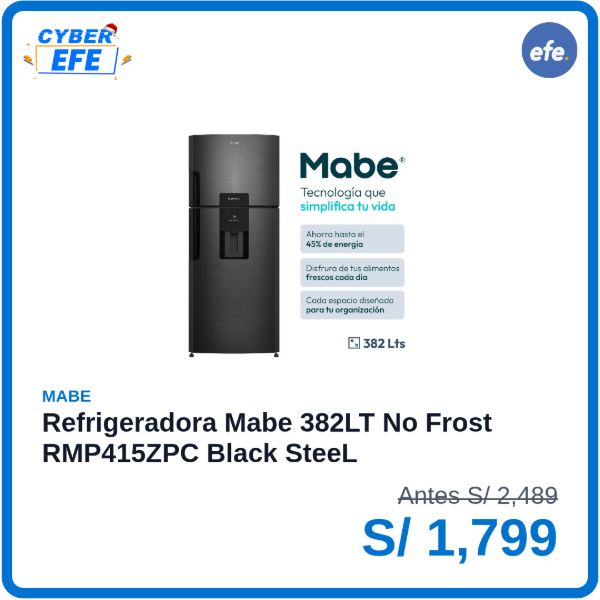 CYBER
EFE
efe.
Mabe®
Tecnología que
simplifica tu vida
Ahorra hasta el
45% de energía
Disfrura de tus alimentos
frescos cada día
Cada espacio diseñado
para tu organización
382 Lts
MABE
Refrigeradora Mabe 382LT No Frost
RMP415ZPC Black SteeL
Antes S/ 2,489
S/ 1,799